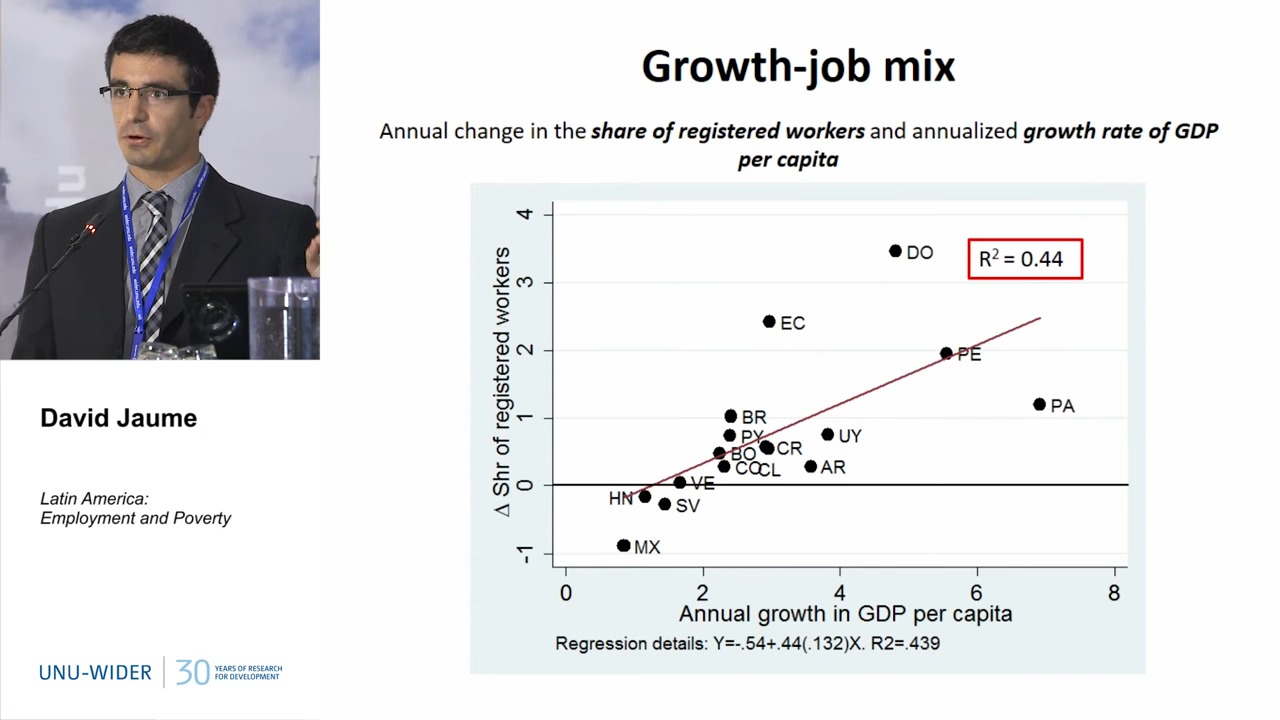 Growth-job mix
Annual change in the share of registered workers and annualized growth rate of GDP
per capita
4
3
2
1
0
-1
Δ Shr of registered workers
DO
R² = 0.44
EC
PE
PA
BR
PY
UY
BO
CR
CO
CL
AR
VE
HN
SV
MX
0 2 4 6 8
Annual growth in GDP per capita
Regression details: Y=-.54+.44(.132)X. R2=.439
David Jaume
Latin America:
Employment and Poverty
UNU-WIDER
30 YEARS OF RESEARCH
FOR DEVELOPMENT